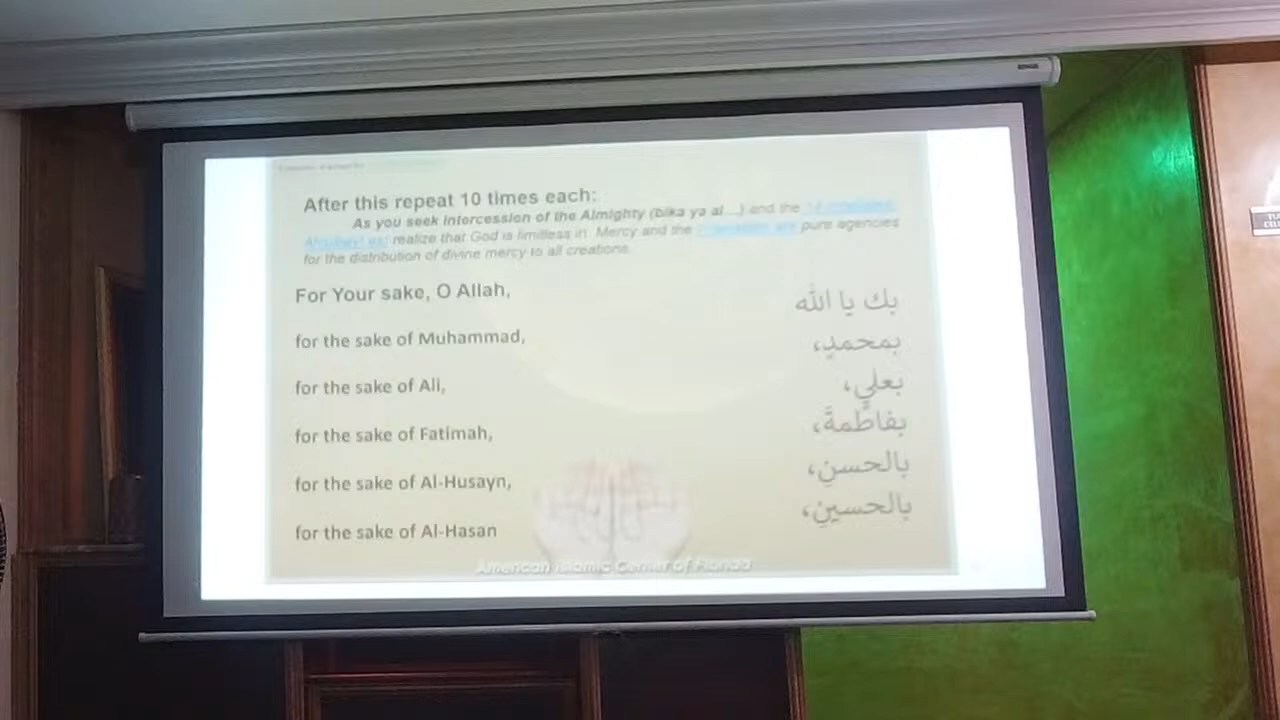 After this repeat 10 times each:
As you seek intercession of the Almighty (bika ya al ...) and the
realize that God is limitless in Mercy and the pure agencies
for the distribution of divine mercy to all creations.
For Your sake, O Allah,
بك يا الله
for the sake of Muhammad,
بمحمدٍ،
for the sake of Ali,
بعليٍّ،
for the sake of Fatimah,
بفاطمةَ،
for the sake of Al-Husayn,
بالحسنِ،
for the sake of Al-Hasan
بالحسينِ،
American Islamic Center of Florida